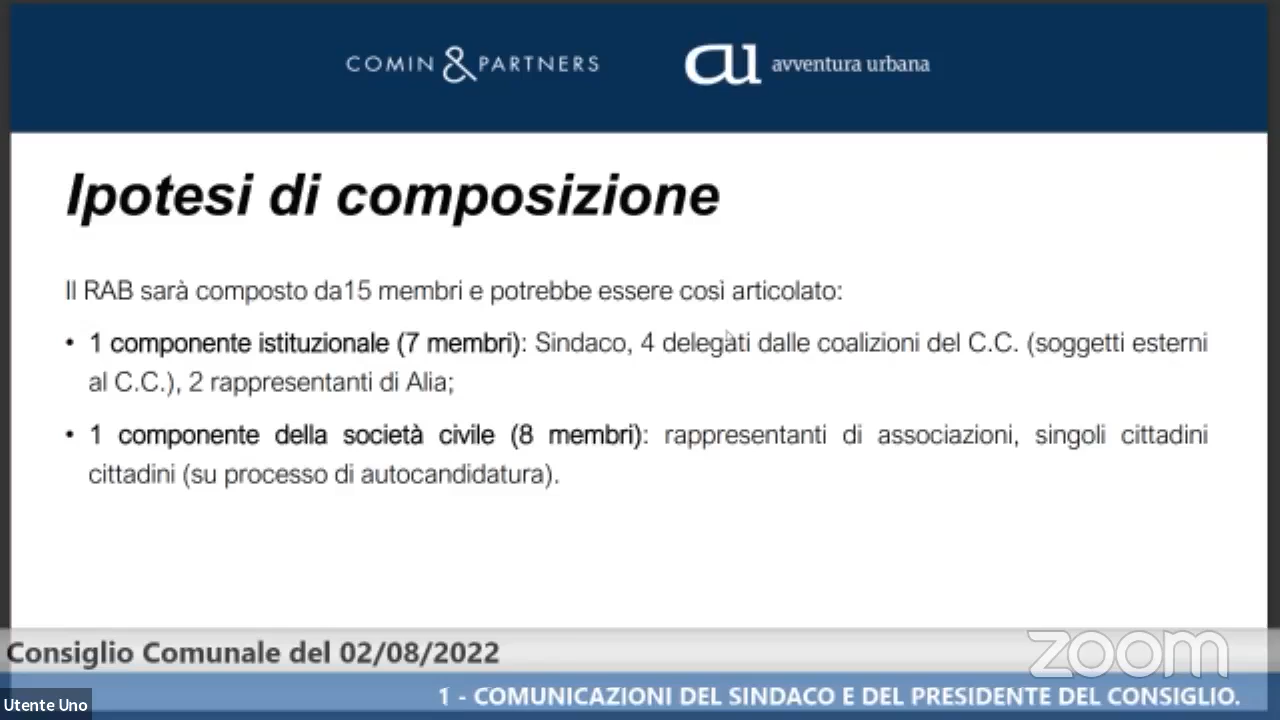 COMIN & PARTNERS
au avventura urbana
Ipotesi di composizione
Il RAB sarà composto da15 membri e potrebbe essere così articolato:
• 1 componente istituzionale (7 membri): Sindaco, 4 delegati dalle coalizioni del C.C. (soggetti esterni
al C.C.), 2 rappresentanti di Alia;
• 1 componente della società civile (8 membri): rappresentanti di associazioni, singoli cittadini
cittadini (su processo di autocandidatura).
Consiglio Comunale del 02/08/2022
zoom
1 - COMUNICAZIONI DEL SINDACO E DEL PRESIDENTE DEL CONSIGLIO.
Utente Uno